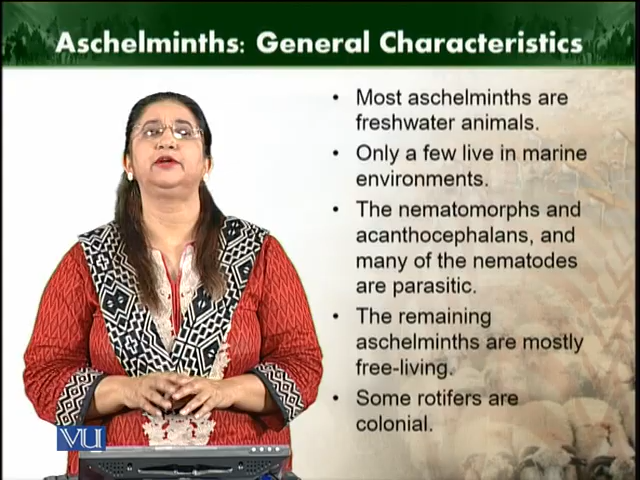 Aschelminths: General Characteristics
• Most aschelminths are
freshwater animals.
• Only a few live in marine
environments.
• The nematomorphs and
acanthocephalans, and
many of the nematodes
are parasitic.
• The remaining
aschelminths are mostly
free-living.
• Some rotifers are
colonial.
VU